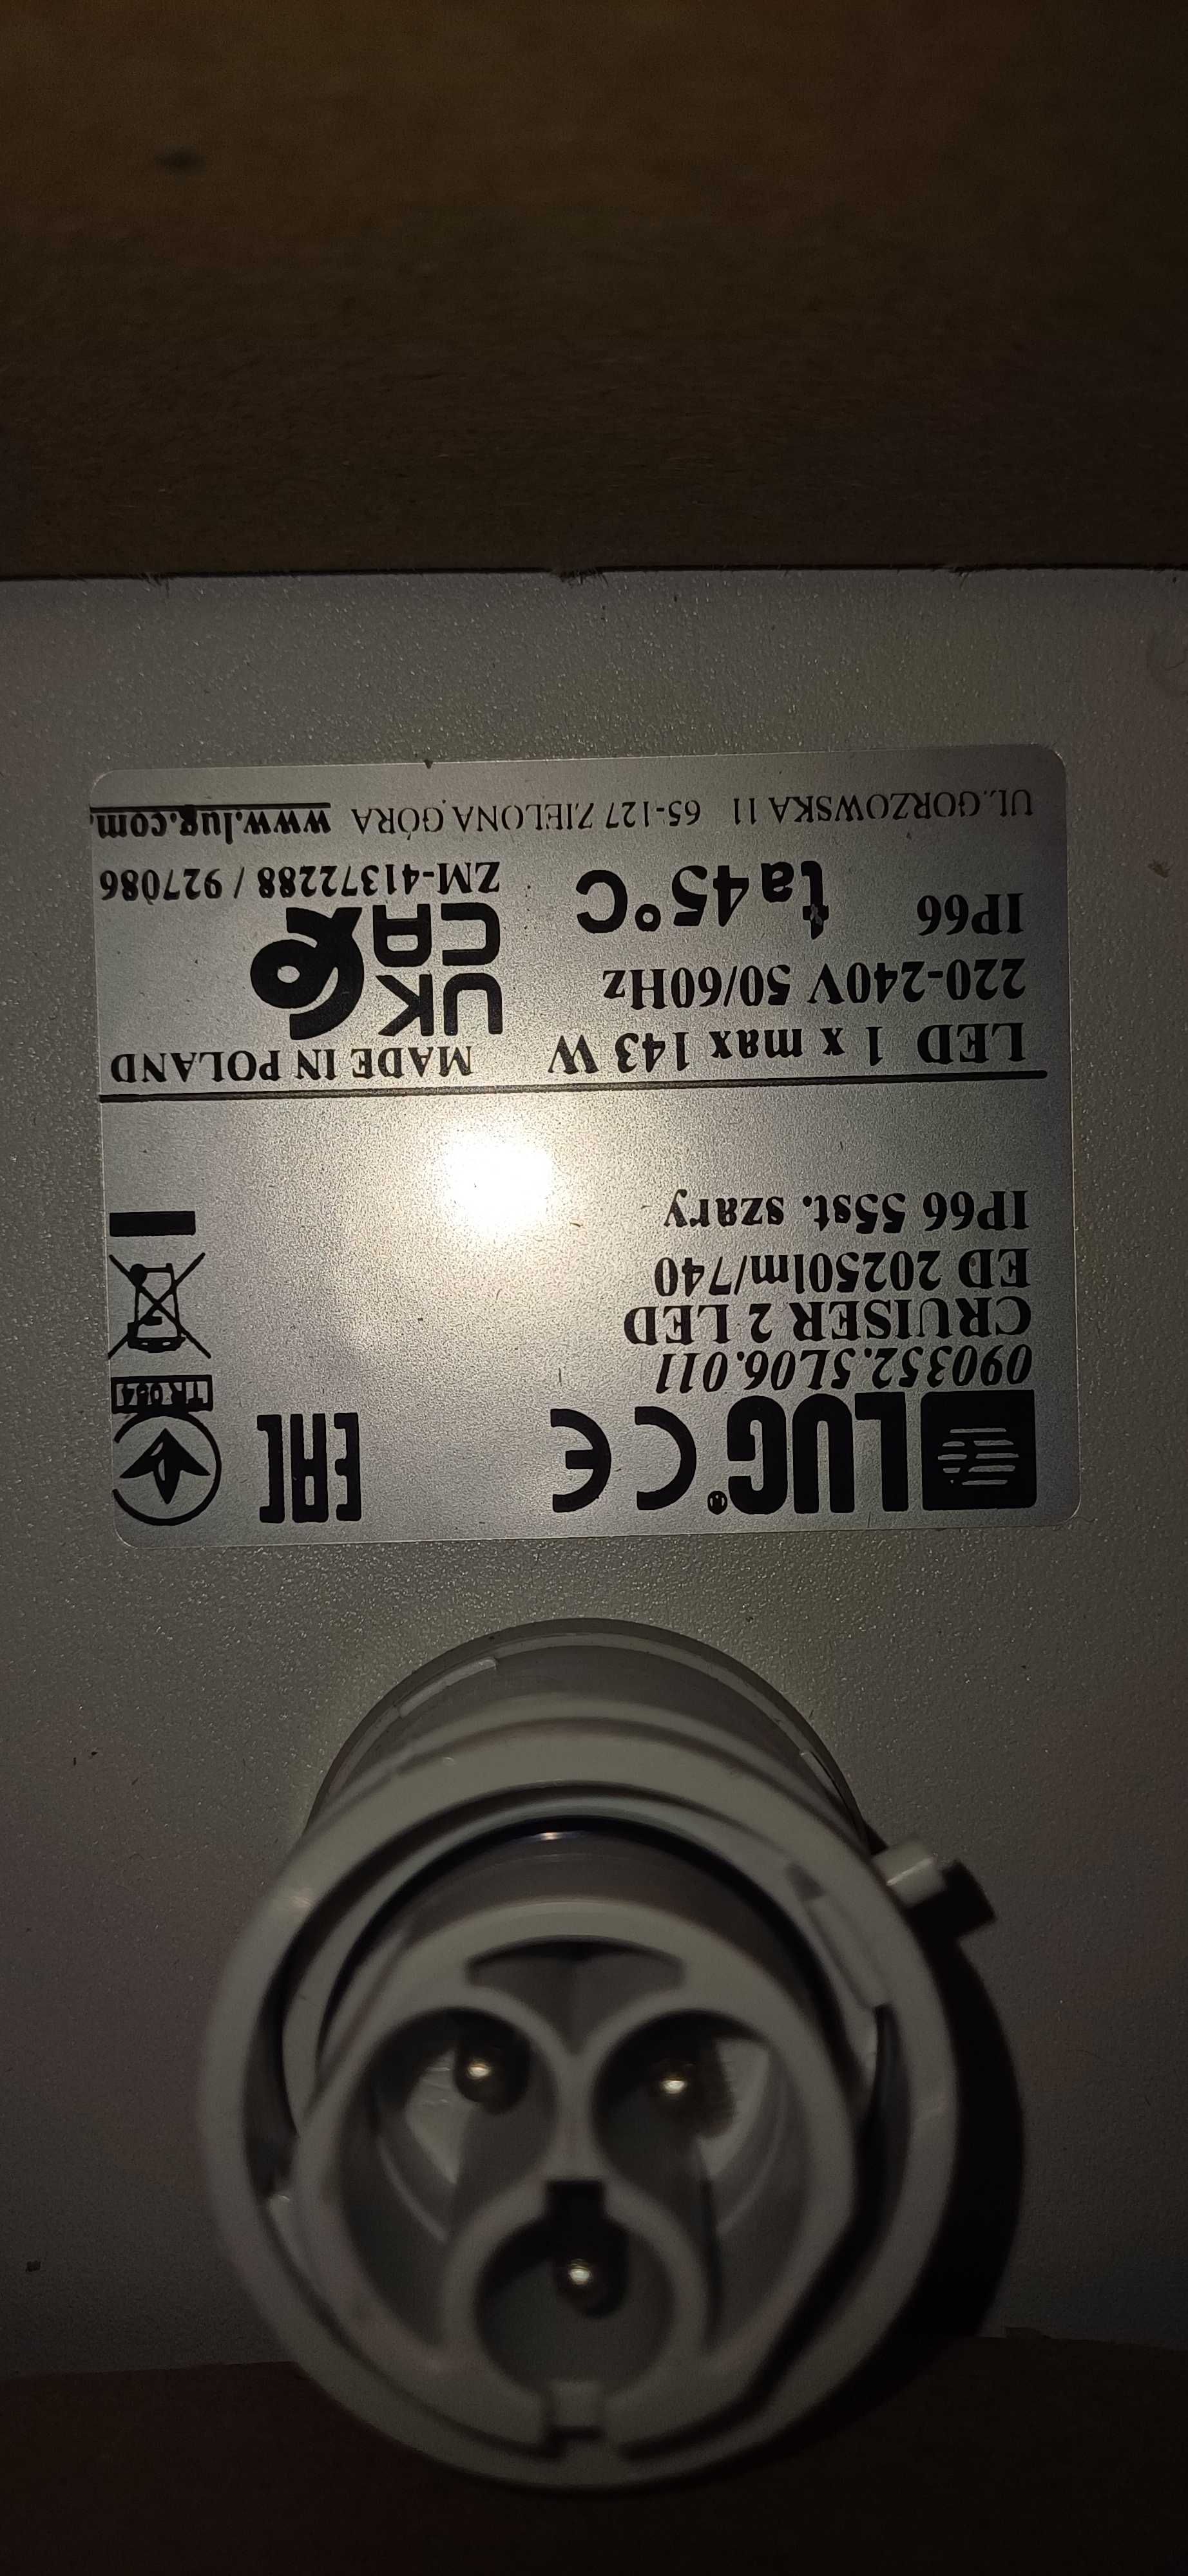 LUG CE EAC
090352.5L06.011
CRUISER 2 LED
ED 20250lm/740
IP66 55st. szary
LED 1 x max 143 W
MADE IN POLAND
220-240V 50/60Hz
UK
CA
IP66
ta45°C
ZM-41372288 / 927086
UL.GORZOWSKA 11 65-127 ZIELONA GÓRA www.lug.com.